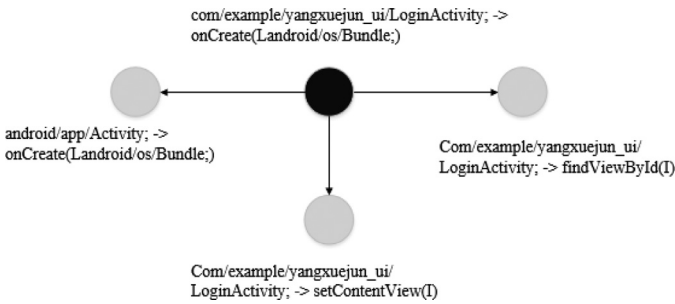 com/example/yangxuejun_ui/LoginActivity; ->
onCreate(Landroid/os/Bundle;)
android/app/Activity; ->
onCreate(Landroid/os/Bundle;)
Com/example/yangxuejun_ui/
LoginActivity; -> findViewById(I)
Com/example/yangxuejun_ui/
LoginActivity; -> setContentView(I)